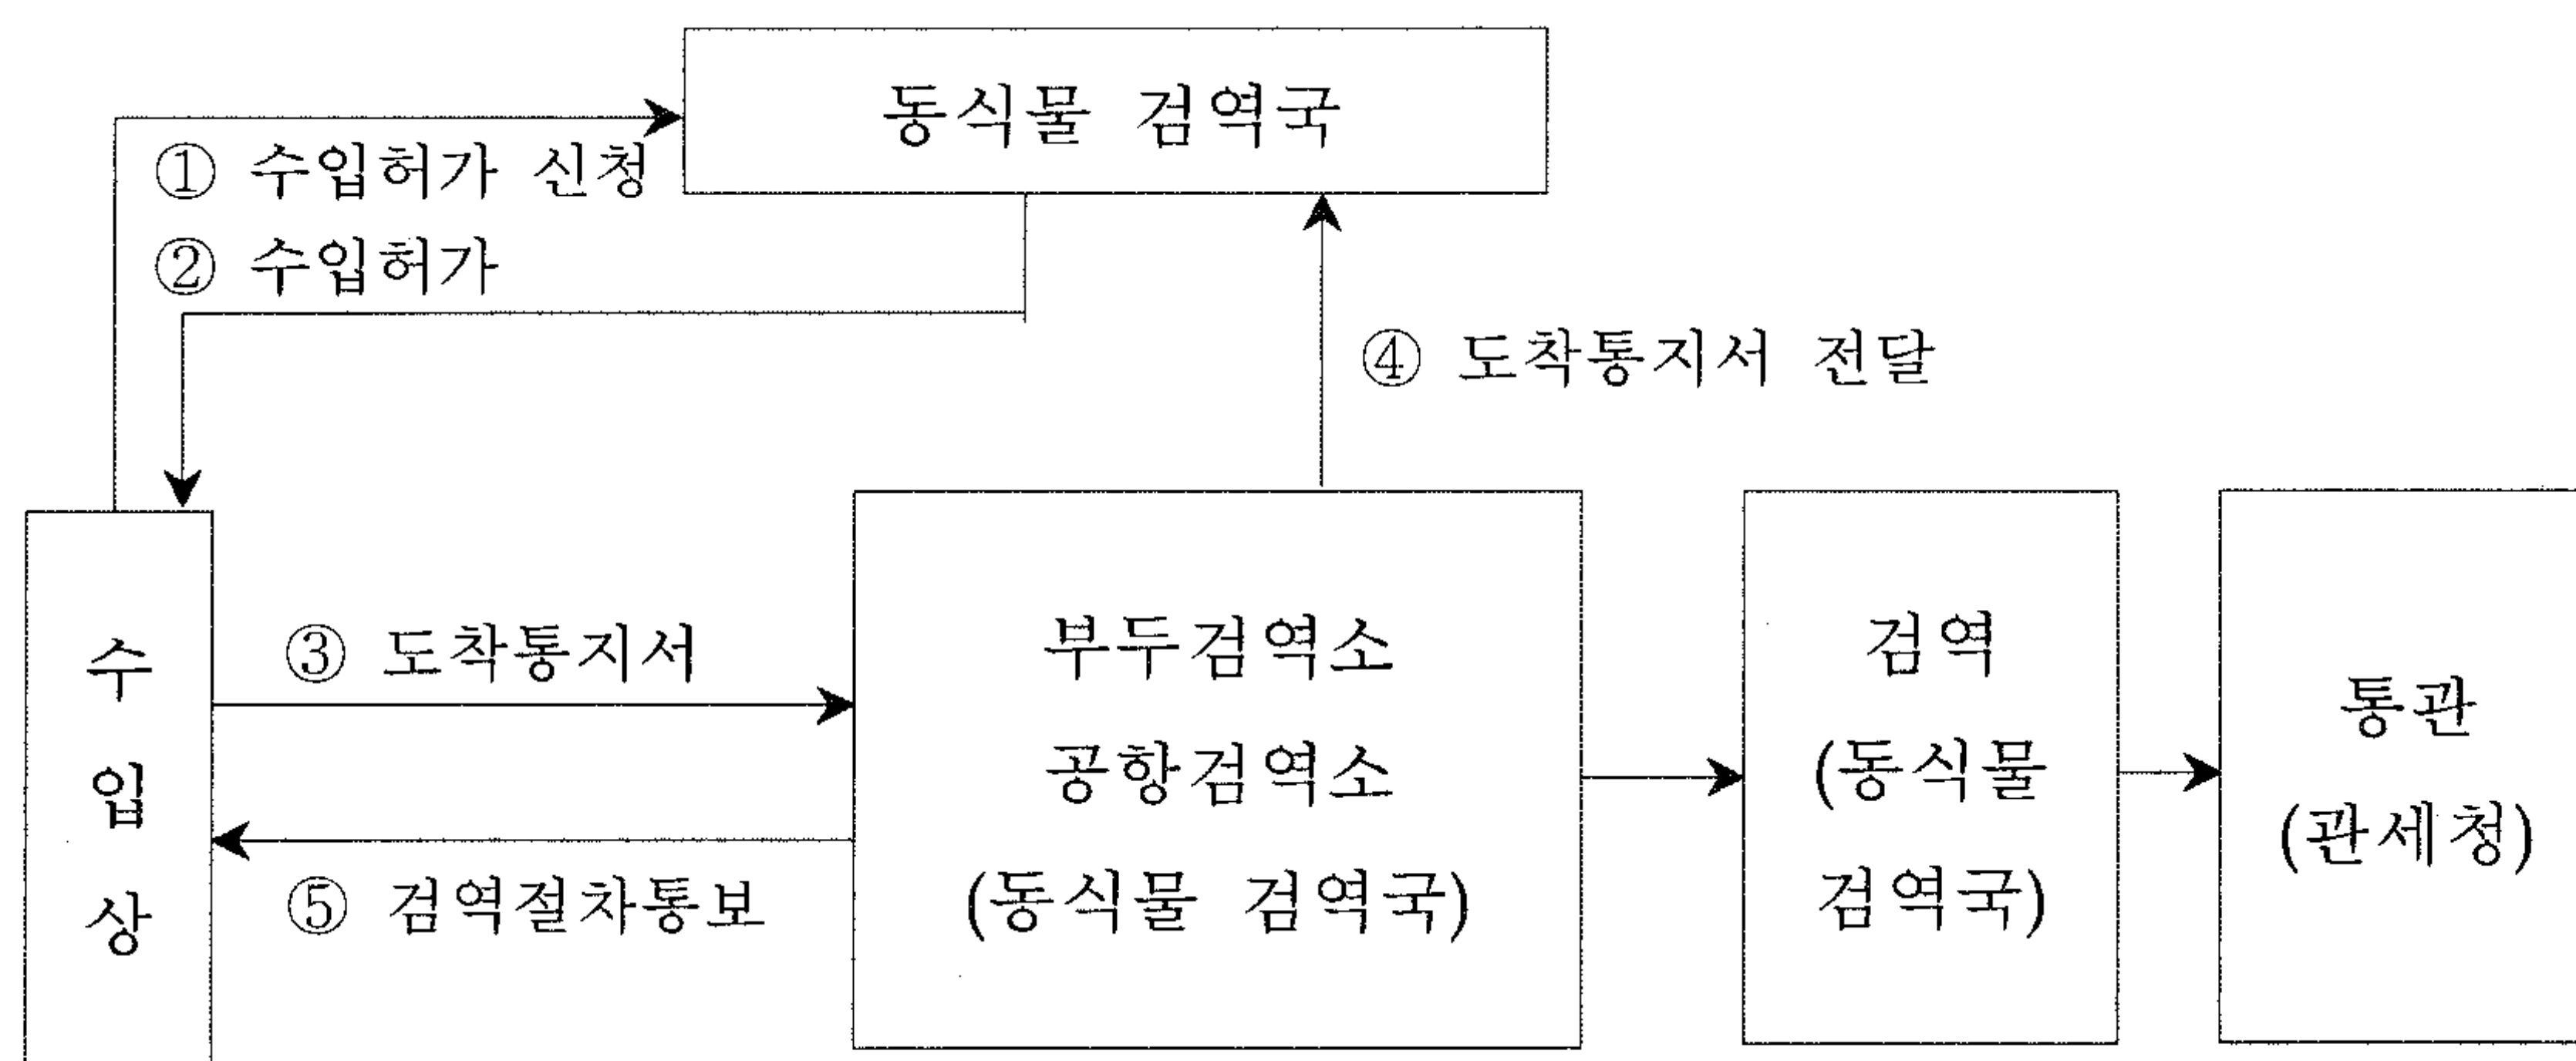 동식물 검역국
① 수입허가 신청
② 수입허가
④ 도착통지서 전달
수
입
상
③ 도착통지서
⑤ 검역절차통보
부두검역소
공항검역소
(동식물 검역국)
검역
(동식물
검역국)
통관
(관세청)